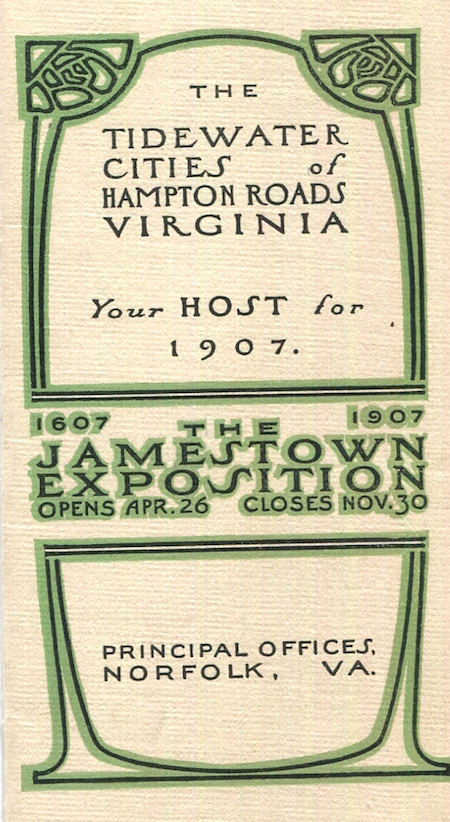 THE
TIDEWATER
CITIES of
HAMPTON ROADS
VIRGINIA
Your HOST for
1907.
1607 THE 1907
JAMESTOWN
EXPOSITION
OPENS APR. 26 CLOSES NOV. 30
PRINCIPAL OFFICES,
NORFOLK, VA.